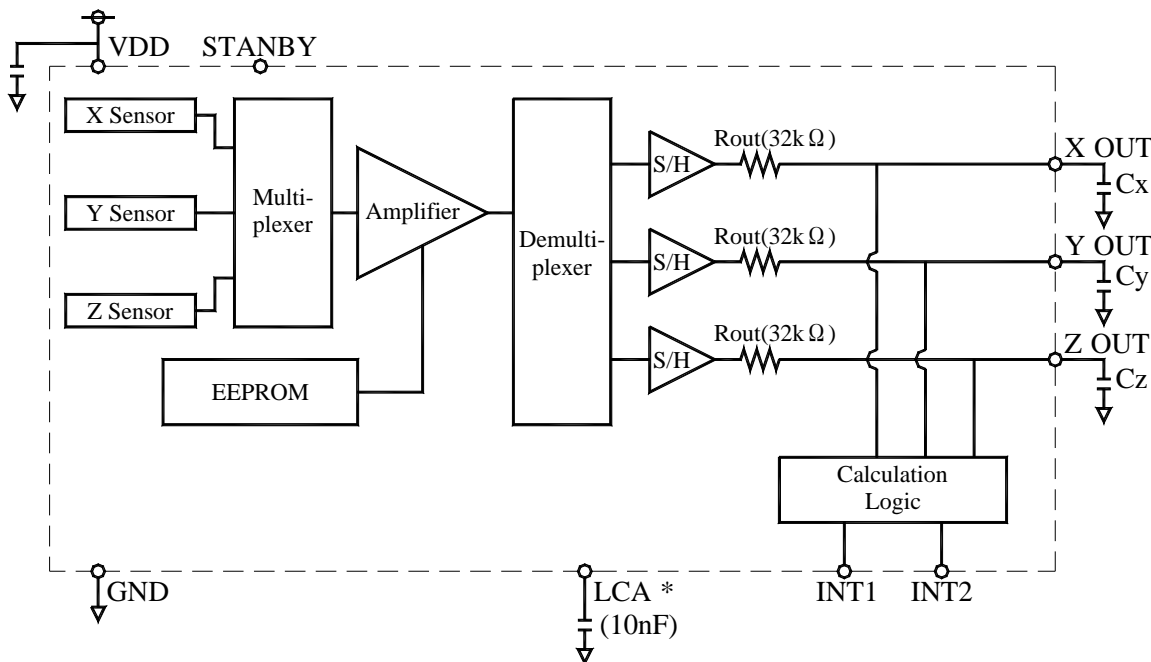 VDD
STANBY
X Sensor
Y Sensor
Z Sensor
Multi-
plexer
Amplifier
EEPROM
Demulti-
plexer
S/H
Rout(32kΩ)
S/H
Rout(32kΩ)
S/H
Rout(32kΩ)
X OUT
Cx
Y OUT
Cy
Z OUT
Cz
Calculation
Logic
GND
LCA *
(10nF)
INT1
INT2